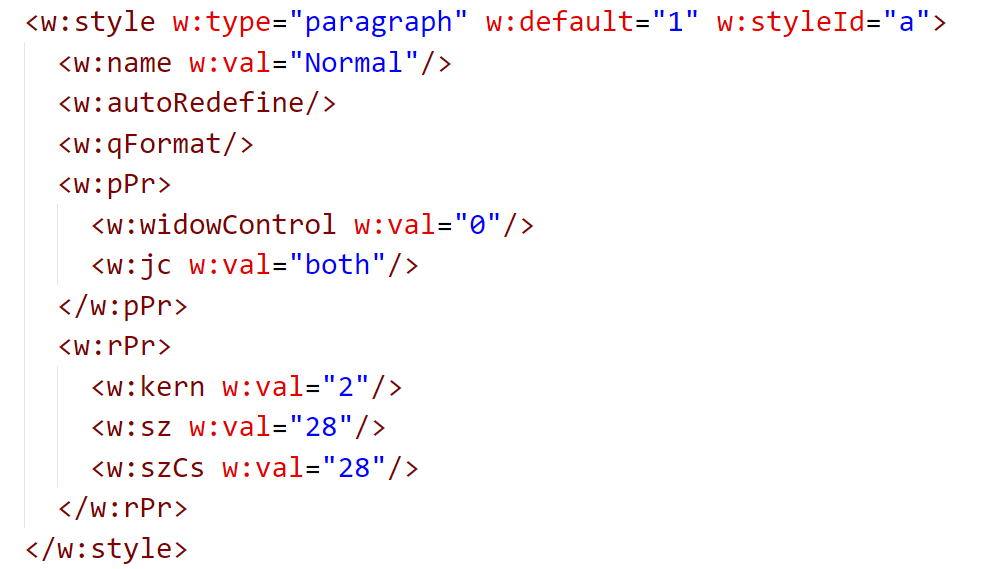 <w:style w:type="paragraph" w:default="1" w:styleId="a">
<w:name w:val="Normal"/>
<w:autoRedefine/>
<w:qFormat/>
<w:pPr>
<w:widowControl w:val="0"/>
<w:jc w:val="both"/>
</w:pPr>
<w:rPr>
<w:kern w:val="2"/>
<w:sz w:val="28"/>
<w:szCs w:val="28"/>
</w:rPr>
</w:style>